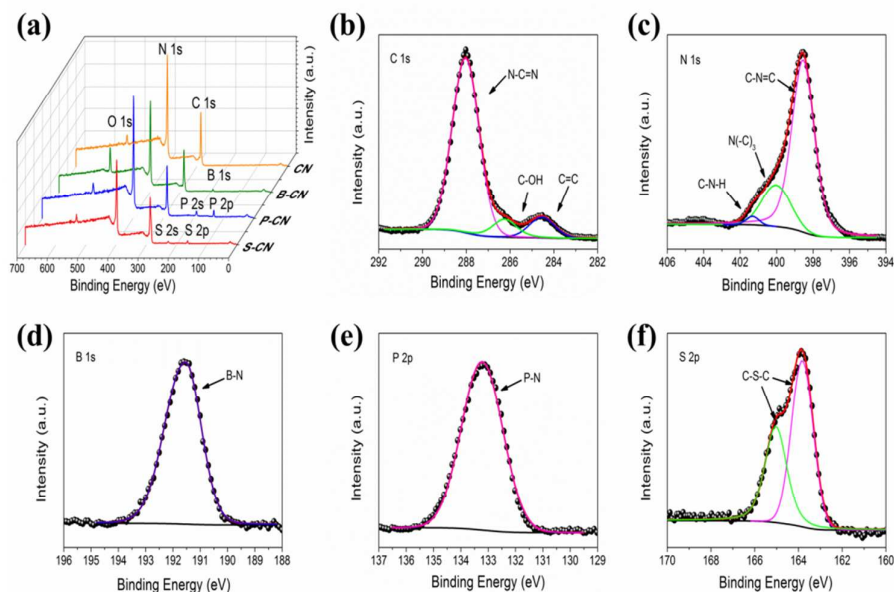 (a)
N 1s
C 1s
O 1s
B 1s
P 2s P 2p
S 2s S 2p
CN
B-CN
P-CN
S-CN
700 600 500 400 300 200 100 0
Binding Energy (eV)
Intensity (a.u.)
(b)
C 1s
N-C=N
C-OH
C=C
292 290 288 286 284 282
Binding Energy (eV)
Intensity (a.u.)
(c)
N 1s
C-N=C
N(-C)3
C-N-H
406 404 402 400 398 396 394
Binding Energy (eV)
Intensity (a.u.)
(d)
B 1s
B-N
196 195 194 193 192 191 190 189 188
Binding Energy (eV)
Intensity (a.u.)
(e)
P 2p
P-N
137 136 135 134 133 132 131 130 129
Binding Energy (eV)
Intensity (a.u.)
(f)
S 2p
C-S-C
170 168 166 164 162 160
Binding Energy (eV)
Intensity (a.u.)